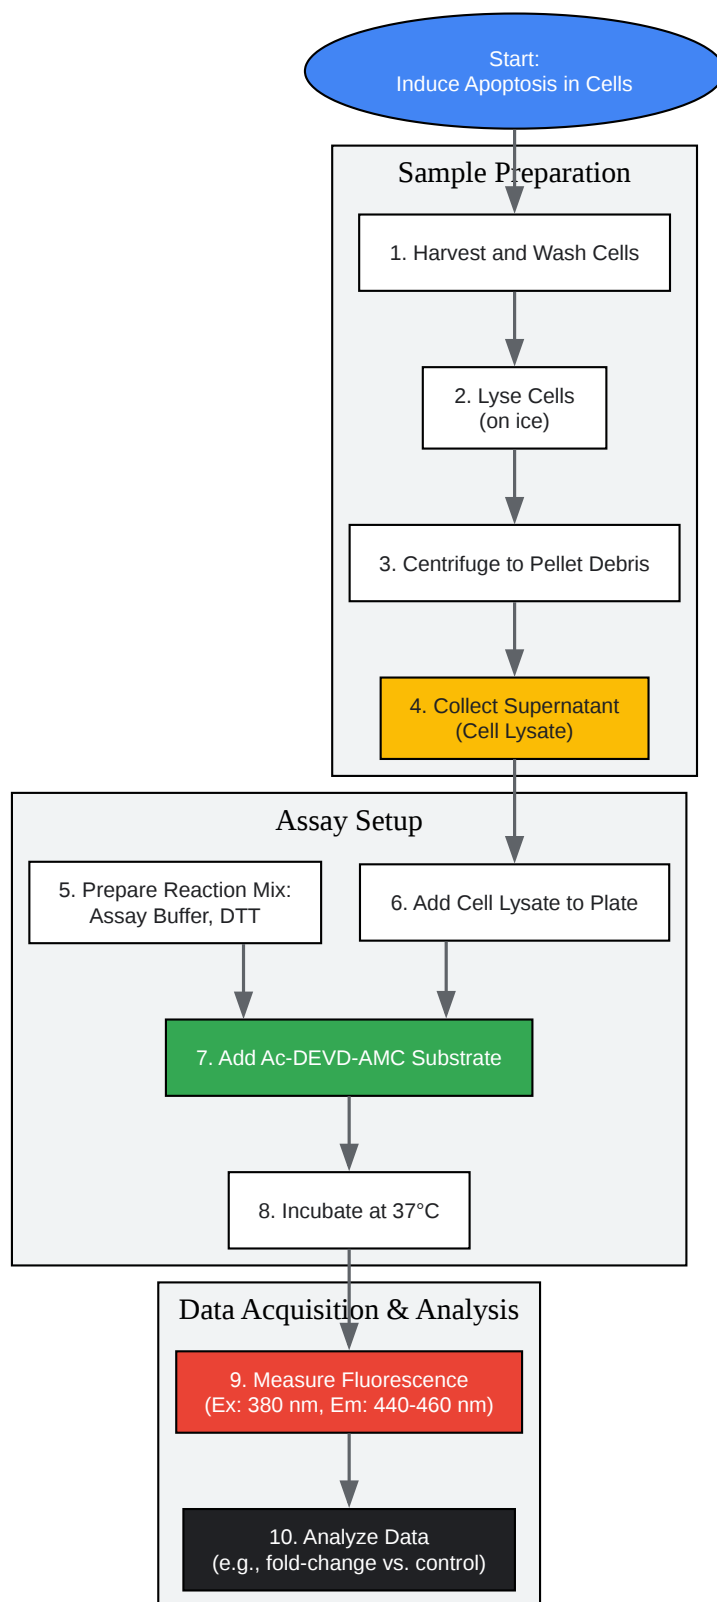 Start:
Induce Apoptosis in Cells
Sample Preparation
1. Harvest and Wash Cells
2. Lyse Cells
(on ice)
3. Centrifuge to Pellet Debris
4. Collect Supernatant
(Cell Lysate)
Assay Setup
5. Prepare Reaction Mix:
Assay Buffer, DTT
6. Add Cell Lysate to Plate
7. Add Ac-DEVD-AMC Substrate
8. Incubate at 37°C
Data Acquisition & Analysis
9. Measure Fluorescence
(Ex: 380 nm, Em: 440-460 nm)
10. Analyze Data
(e.g., fold-change vs. control)